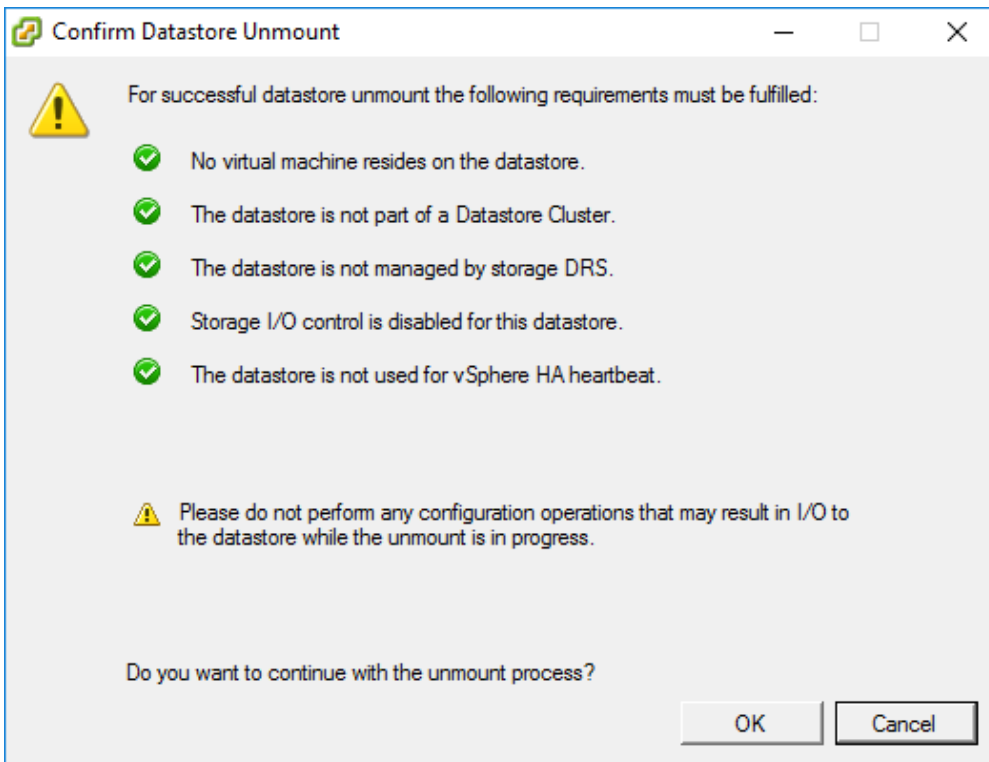 Confirm Datastore Unmount
For successful datastore unmount the following requirements must be fulfilled:
No virtual machine resides on the datastore.
The datastore is not part of a Datastore Cluster.
The datastore is not managed by storage DRS.
Storage I/O control is disabled for this datastore.
The datastore is not used for vSphere HA heartbeat.
Please do not perform any configuration operations that may result in I/O to
the datastore while the unmount is in progress.
Do you want to continue with the unmount process?
OK
Cancel